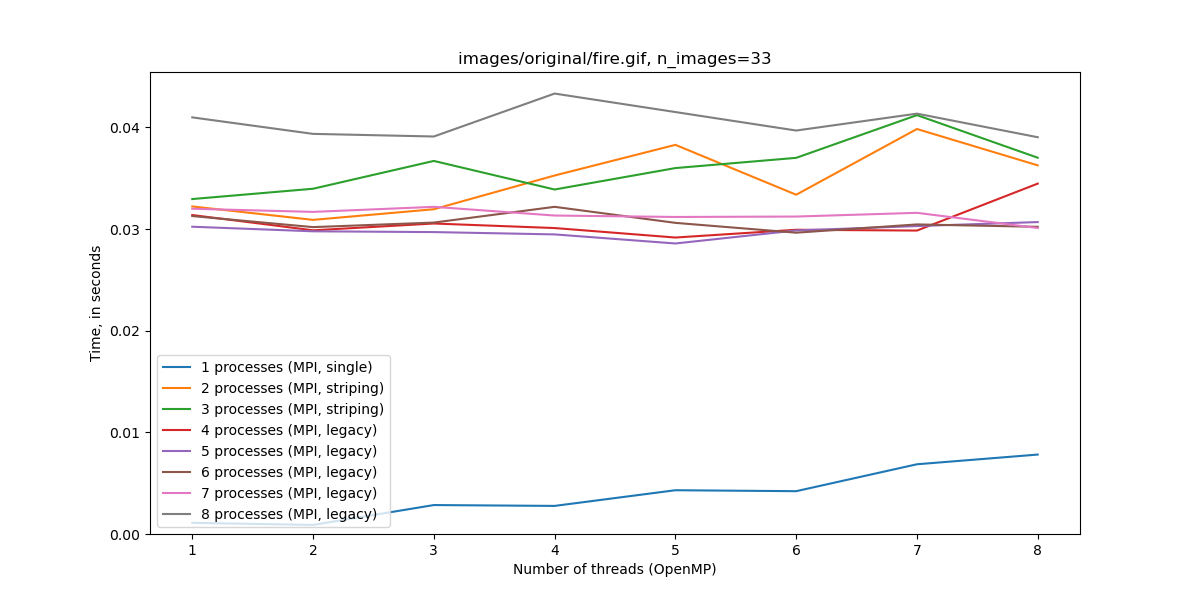 images/original/fire.gif, n_images=33
Time, in seconds
0.04
0.03
0.02
0.01
0.00
1 processes (MPI, single)
2 processes (MPI, striping)
3 processes (MPI, striping)
4 processes (MPI, legacy)
5 processes (MPI, legacy)
6 processes (MPI, legacy)
7 processes (MPI, legacy)
8 processes (MPI, legacy)
1 2 3 4 5 6 7 8
Number of threads (OpenMP)